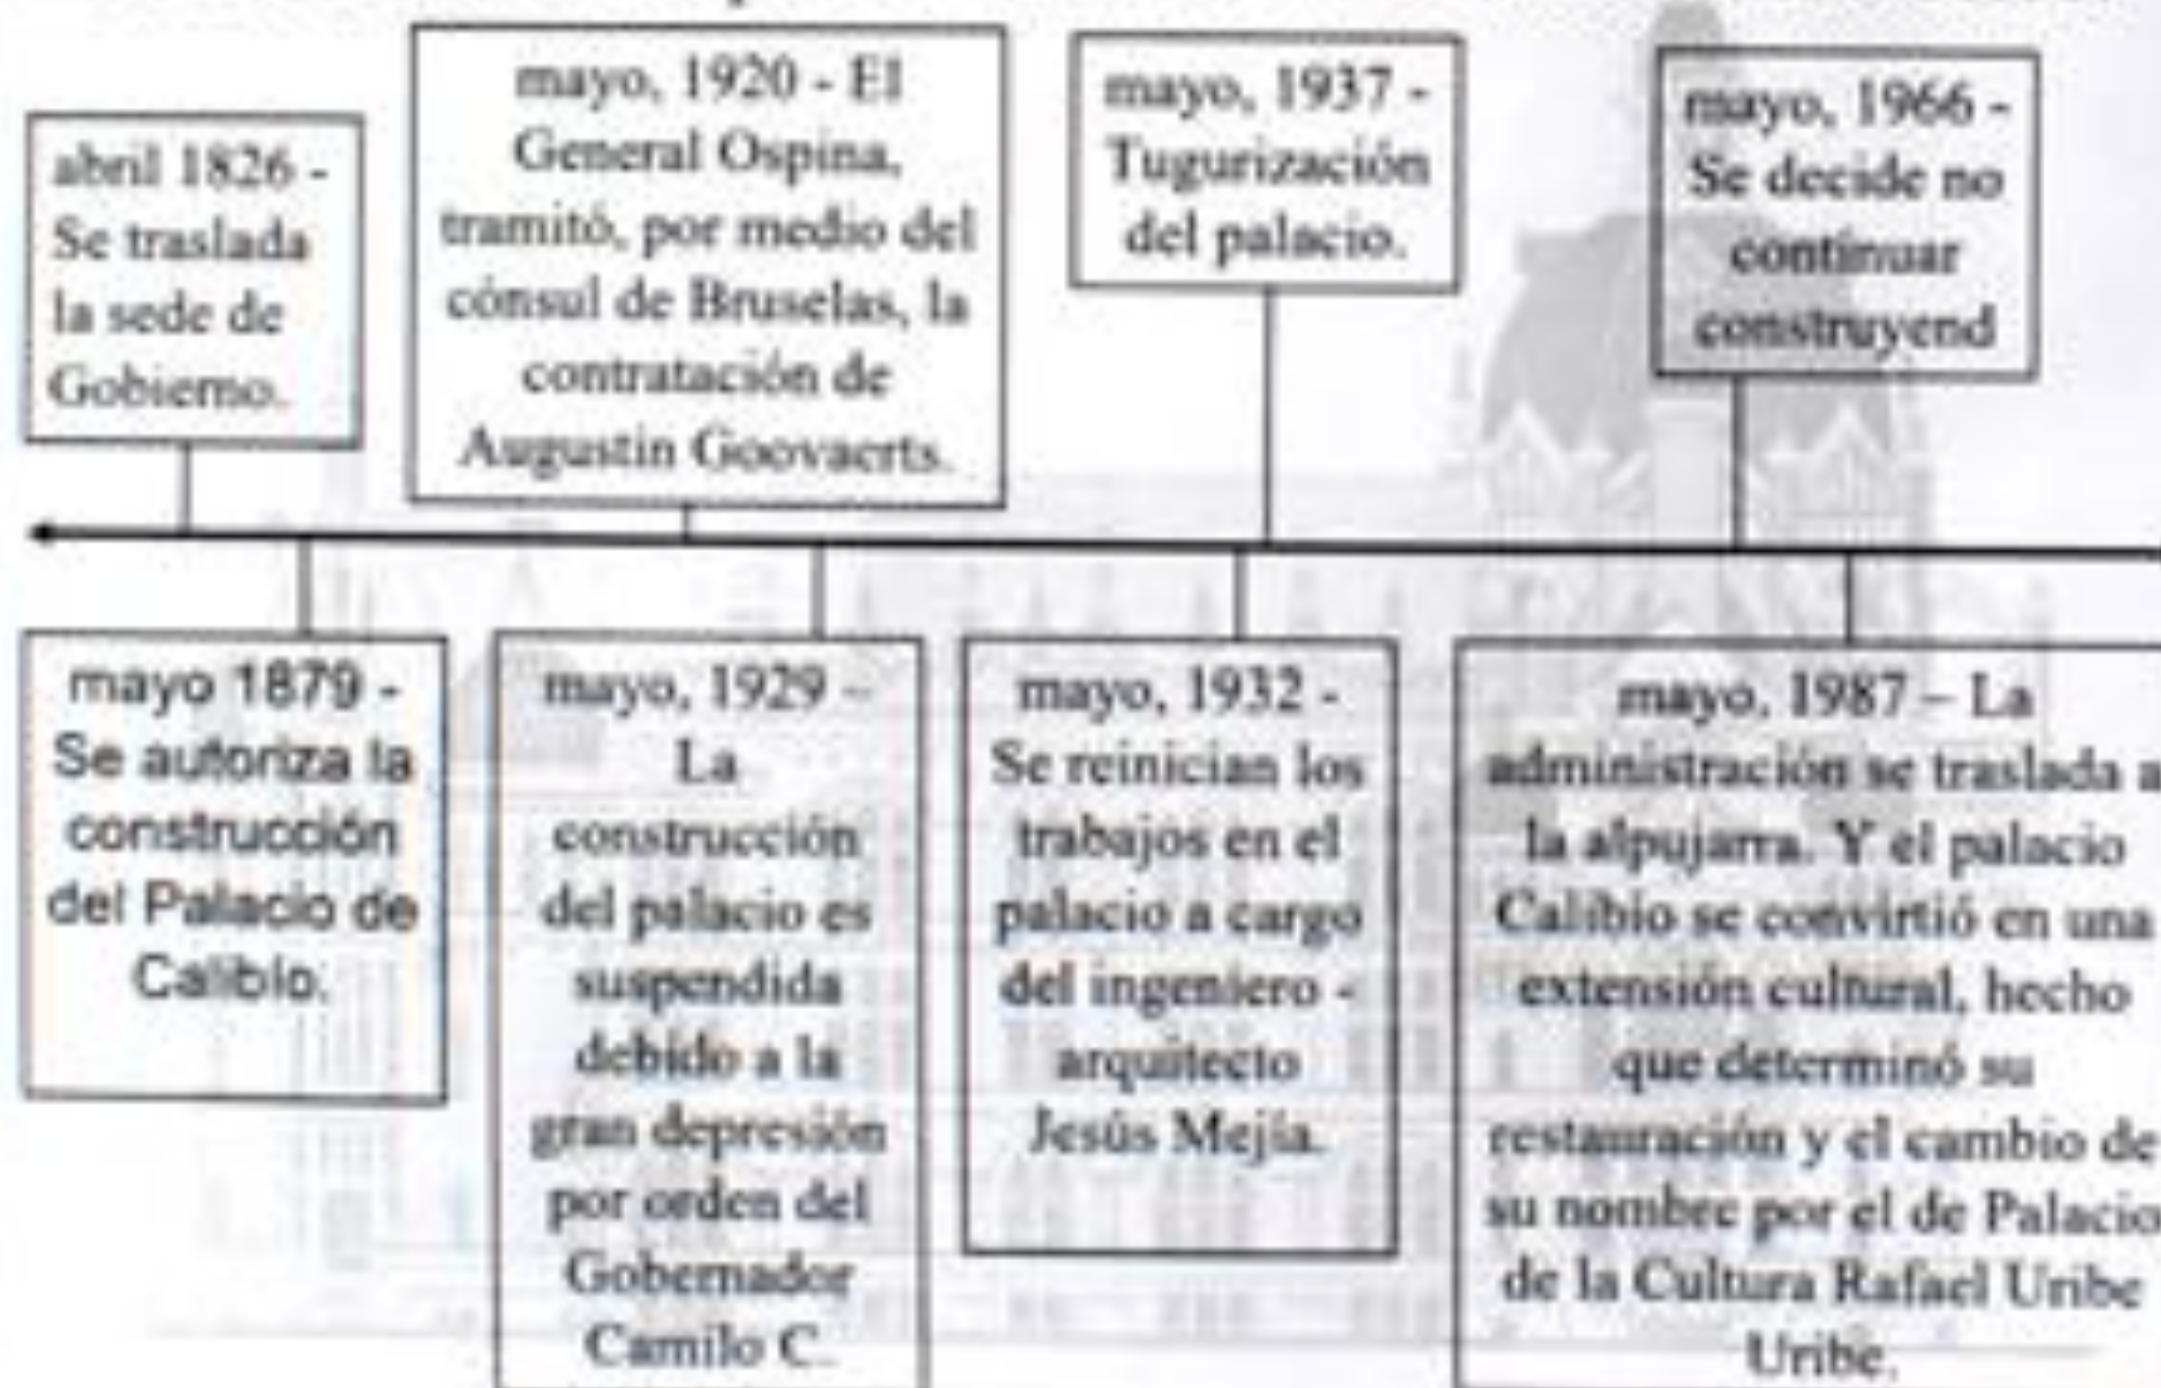 abril 1826 -
Se traslada
la sede de
Gobierno.
mayo, 1920 - El
General Ospina,
tramitó, por medio del
cónsul de Bruselas, la
contratación de
Augustin Goovaerts.
mayo, 1937 -
Tugurización
del palacio.
mayo, 1966 -
Se decide no
continuar
construyend
mayo 1879 -
Se autoriza la
construcción
del Palacio de
Calibío.
mayo, 1929 –
La
construcción
del palacio es
suspendida
debido a la
gran depresión
por orden del
Gobernador
Camilo C.
mayo, 1932 -
Se reinician los
trabajos en el
palacio a cargo
del ingeniero -
arquitecto
Jesús Mejía.
mayo, 1987 – La
administración se traslada a
la alpujarra. Y el palacio
Calibío se convirtió en una
extensión cultural, hecho
que determinó su
restauración y el cambio de
su nombre por el de Palacio
de la Cultura Rafael Uribe
Uribe.